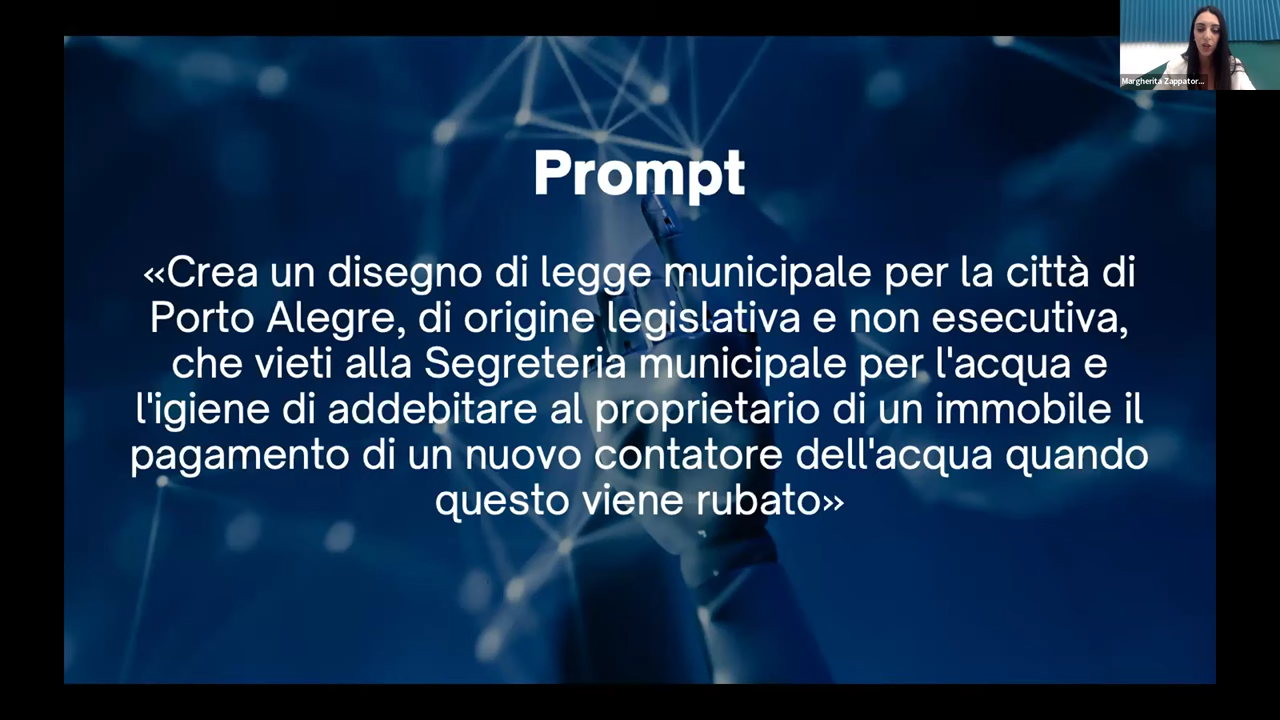 Margherita Zappator...
Prompt
«Crea un disegno di legge municipale per la città di
Porto Alegre, di origine legislativa e non esecutiva,
che vieti alla Segreteria municipale per l'acqua e
l'igiene di addebitare al proprietario di un immobile il
pagamento di un nuovo contatore dell'acqua quando
questo viene rubato»